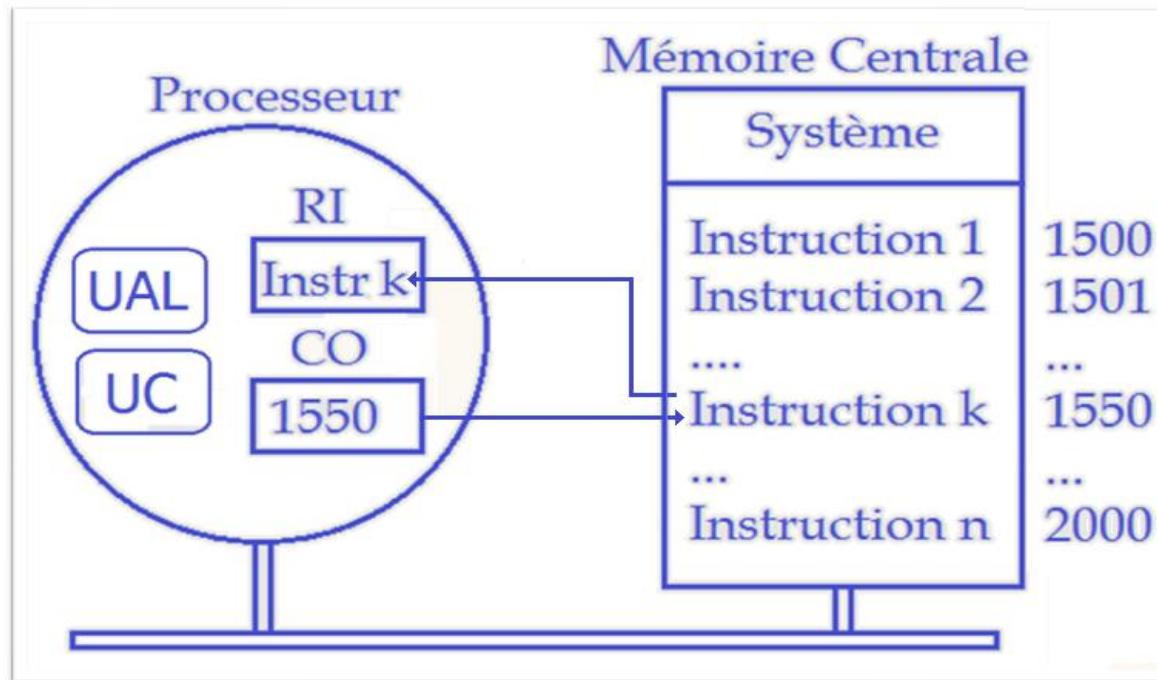 Mémoire Centrale
Processeur
Système
RI
Instruction 1 1500
UAL
Instr k
Instruction 2 1501
CO
.... ...
UC
1550
Instruction k 1550
... ...
Instruction n 2000